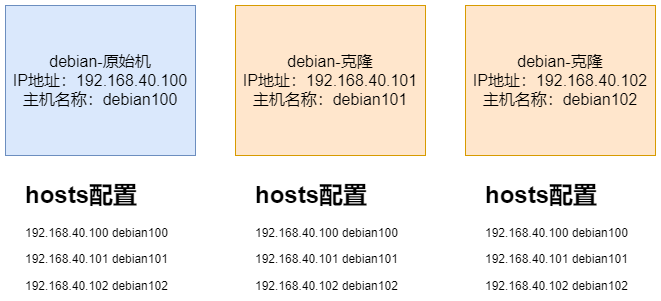 debian-原始机
IP地址：192.168.40.100
主机名称：debian100
debian-克隆
IP地址：192.168.40.101
主机名称：debian101
debian-克隆
IP地址：192.168.40.102
主机名称：debian102
hosts配置
192.168.40.100 debian100
192.168.40.101 debian101
192.168.40.102 debian102
hosts配置
192.168.40.100 debian100
192.168.40.101 debian101
192.168.40.102 debian102
hosts配置
192.168.40.100 debian100
192.168.40.101 debian101
192.168.40.102 debian102